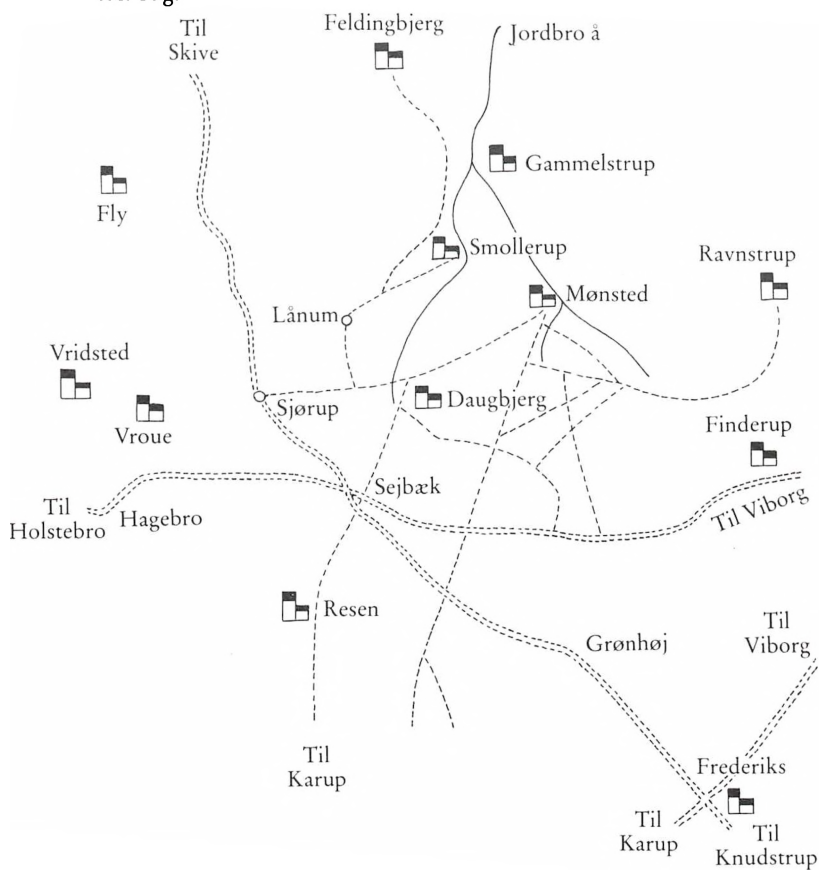 Til
Skive
Feldingbjerg
Jordbro å
Gammelstrup
Fly
Smollerup
Ravnstrup
Mønsted
Lånum
Vridsted
Sjørup
Daugbjerg
Vroue
Finderup
Sejbæk
Til
Holstebro
Hagebro
Til Viborg
Resen
Grønhøj
Til
Viborg
Til
Karup
Frederiks
Til
Karup
Til
Knudstrup